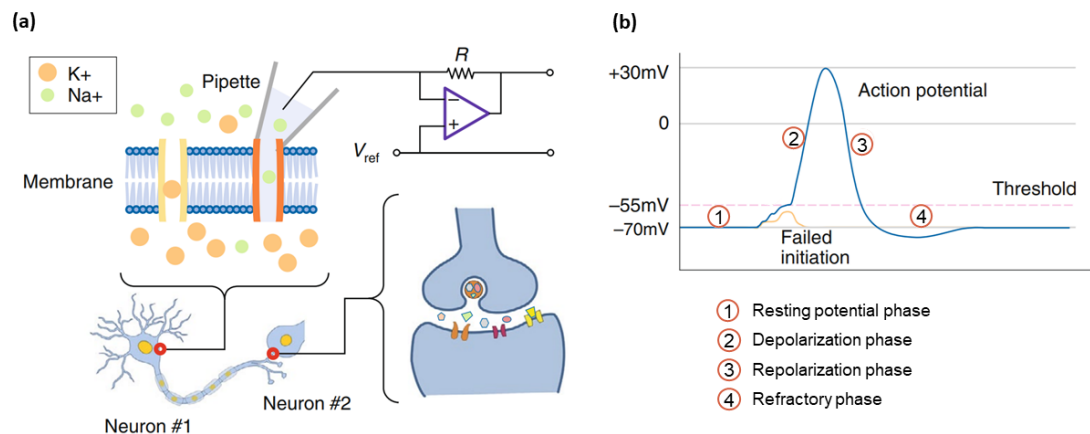 (a)
K+
Na+
Pipette
R
−
+
Vref
Membrane
Neuron #1
Neuron #2
(b)
+30mV
Action potential
0
2
3
Threshold
−55mV
1
4
−70mV
Failed
initiation
1 Resting potential phase
2 Depolarization phase
3 Repolarization phase
4 Refractory phase